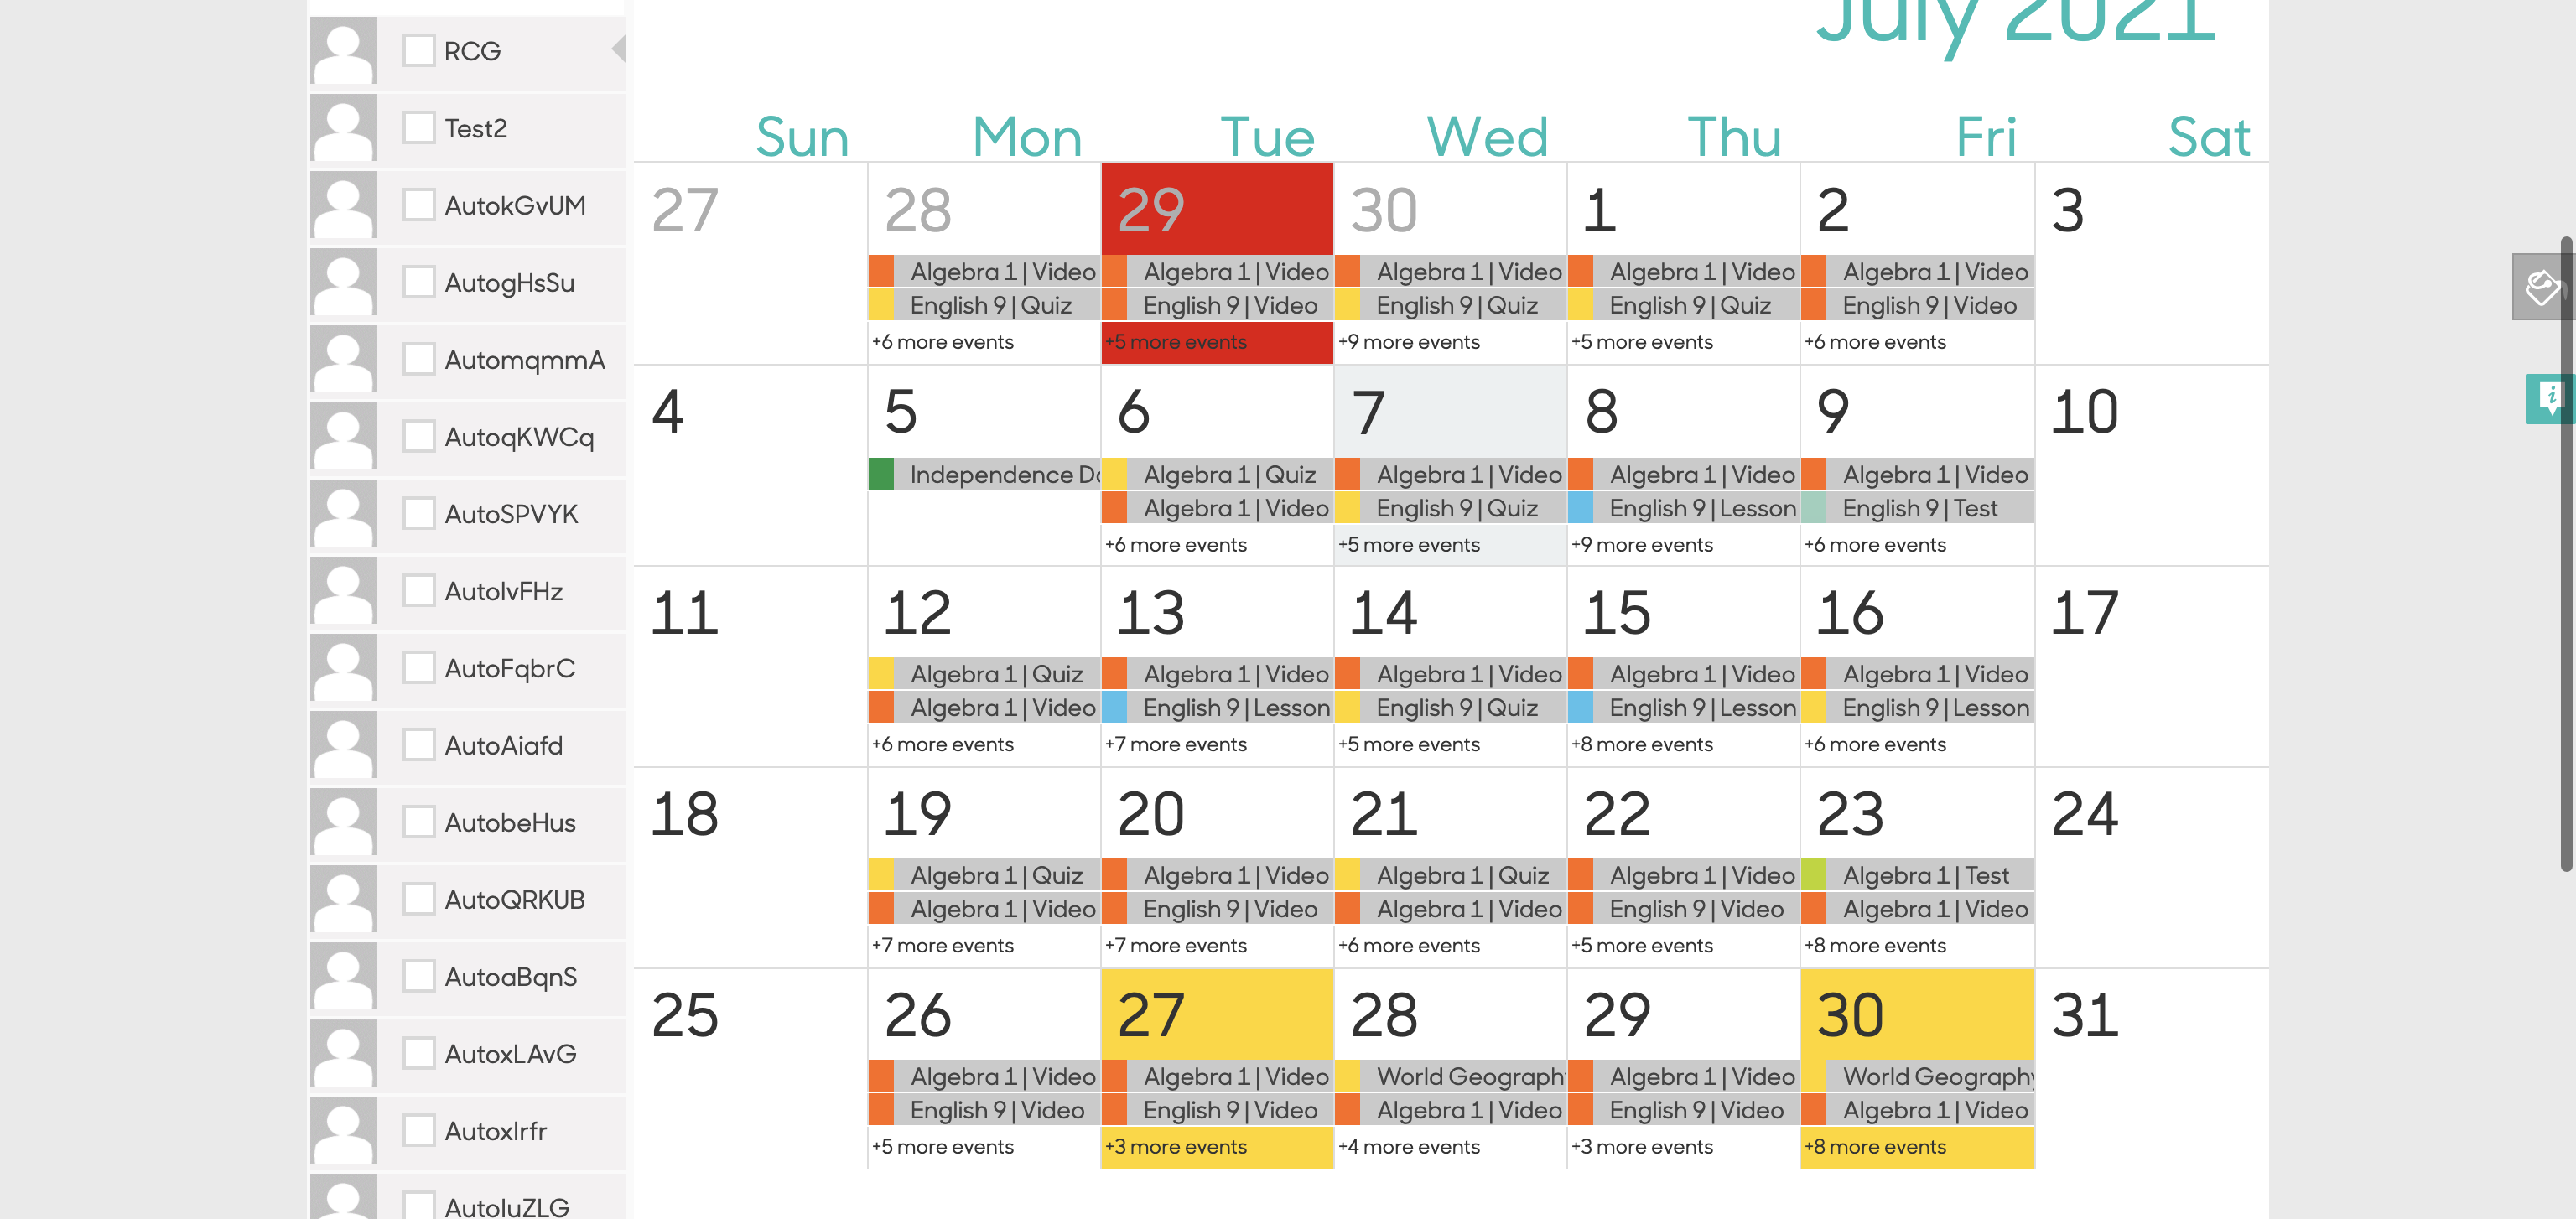 July 2021
RCG
Test2
AutokGvUM
AutogHsSu
AutomqmmA
AutoqKWCq
AutoSPVYK
AutoIvFHz
AutoFqbrC
AutoAiafd
AutobeHus
AutoQRKUB
AutoaBqnS
AutoxLAvG
AutoxIrfr
AutoIuZLG
Sun Mon Tue Wed Thu Fri Sat
27 28 29 30 1 2 3
Algebra 1 | Video Algebra 1 | Video Algebra 1 | Video Algebra 1 | Video Algebra 1 | Video
English 9 | Quiz English 9 | Video English 9 | Quiz English 9 | Quiz English 9 | Video
+6 more events +5 more events +9 more events +5 more events +6 more events
4 5 6 7 8 9 10
Independence Da Algebra 1 | Quiz Algebra 1 | Video Algebra 1 | Video Algebra 1 | Video
Algebra 1 | Video English 9 | Quiz English 9 | Lesson English 9 | Test
+6 more events +5 more events +9 more events +6 more events
11 12 13 14 15 16 17
Algebra 1 | Quiz Algebra 1 | Video Algebra 1 | Video Algebra 1 | Video Algebra 1 | Video
Algebra 1 | Video English 9 | Lesson English 9 | Quiz English 9 | Lesson English 9 | Lesson
+6 more events +7 more events +5 more events +8 more events +6 more events
18 19 20 21 22 23 24
Algebra 1 | Quiz Algebra 1 | Video Algebra 1 | Quiz Algebra 1 | Video Algebra 1 | Test
Algebra 1 | Video English 9 | Video Algebra 1 | Video English 9 | Video Algebra 1 | Video
+7 more events +7 more events +6 more events +5 more events +8 more events
25 26 27 28 29 30 31
Algebra 1 | Video Algebra 1 | Video World Geography Algebra 1 | Video World Geography
English 9 | Video English 9 | Video Algebra 1 | Video English 9 | Video Algebra 1 | Video
+5 more events +3 more events +4 more events +3 more events +8 more events